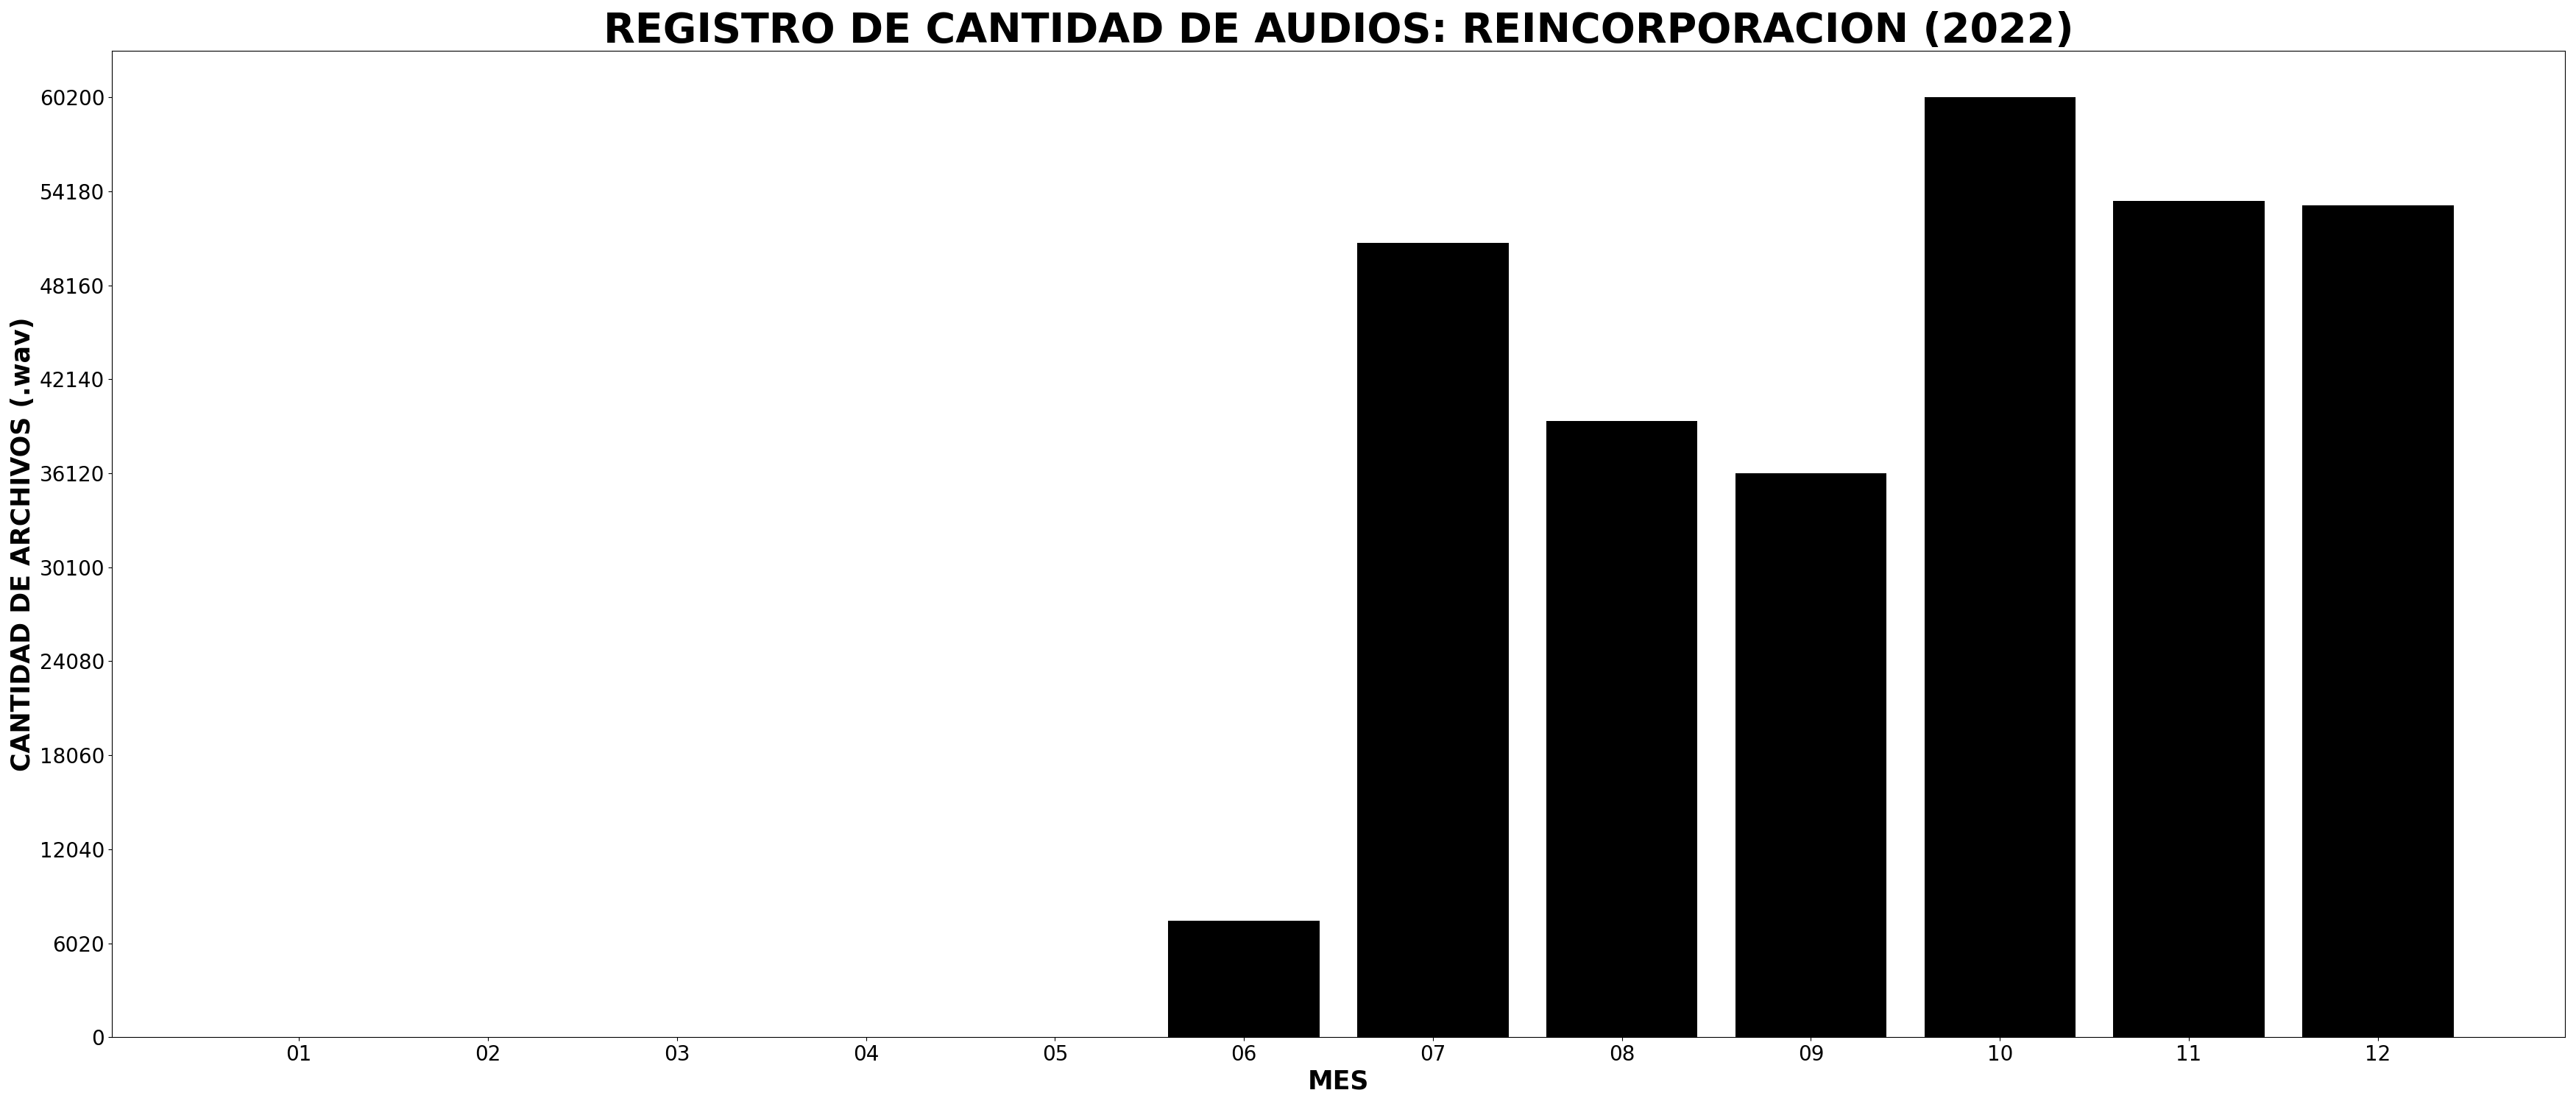 REGISTRO DE CANTIDAD DE AUDIOS: REINCORPORACION (2022)
CANTIDAD DE ARCHIVOS (.wav)
60200
54180
48160
42140
36120
30100
24080
18060
12040
6020
0
01 02 03 04 05 06 07 08 09 10 11 12
MES